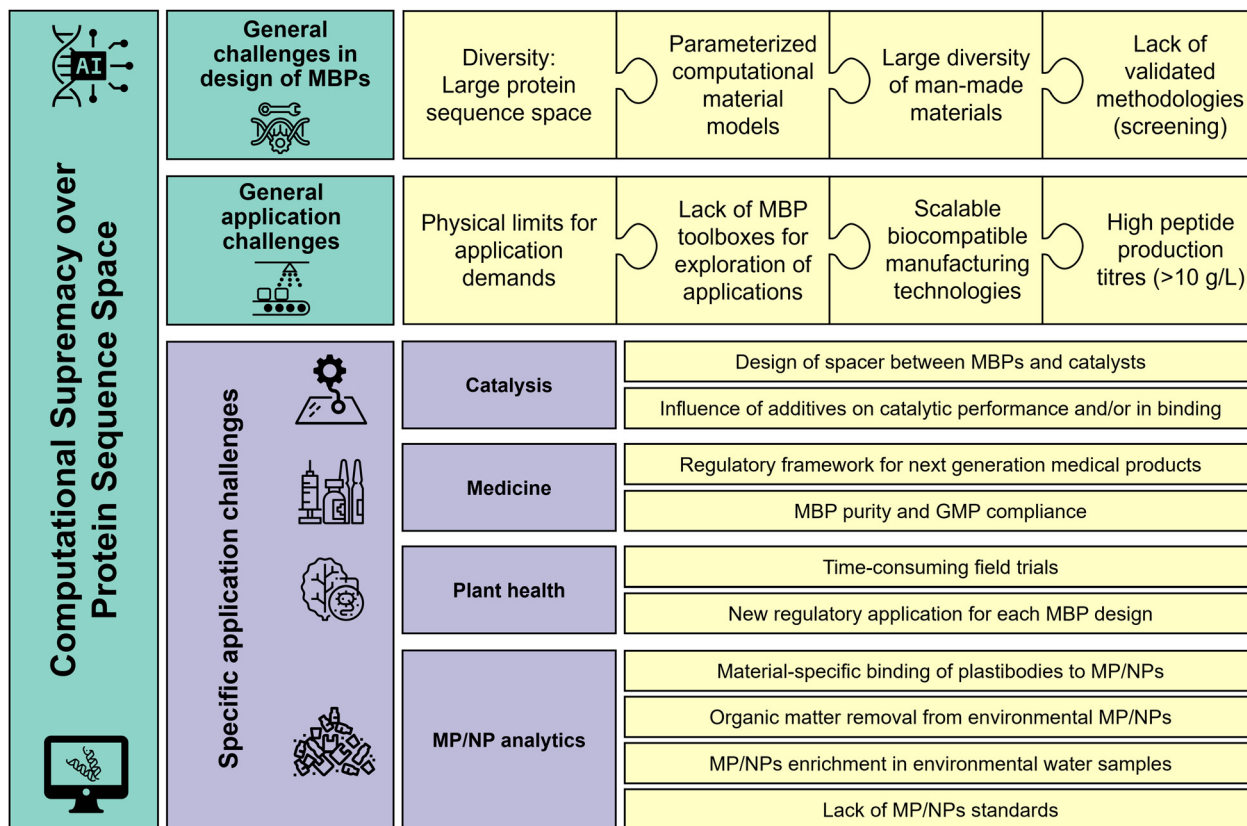 AI
Computational Supremacy over
Protein Sequence Space
General
challenges in
design of MBPs
Diversity:
Large protein
sequence space
Parameterized
computational
material
models
Large diversity
of man-made
materials
Lack of
validated
methodologies
(screening)
General
application
challenges
Physical limits for
application
demands
Lack of MBP
toolboxes for
exploration of
applications
Scalable
biocompatible
manufacturing
technologies
High peptide
production
titres (>10 g/L)
Specific application challenges
Catalysis
Design of spacer between MBPs and catalysts
Influence of additives on catalytic performance and/or in binding
Medicine
Regulatory framework for next generation medical products
MBP purity and GMP compliance
Plant health
Time-consuming field trials
New regulatory application for each MBP design
MP/NP analytics
Material-specific binding of plastibodies to MP/NPs
Organic matter removal from environmental MP/NPs
MP/NPs enrichment in environmental water samples
Lack of MP/NPs standards